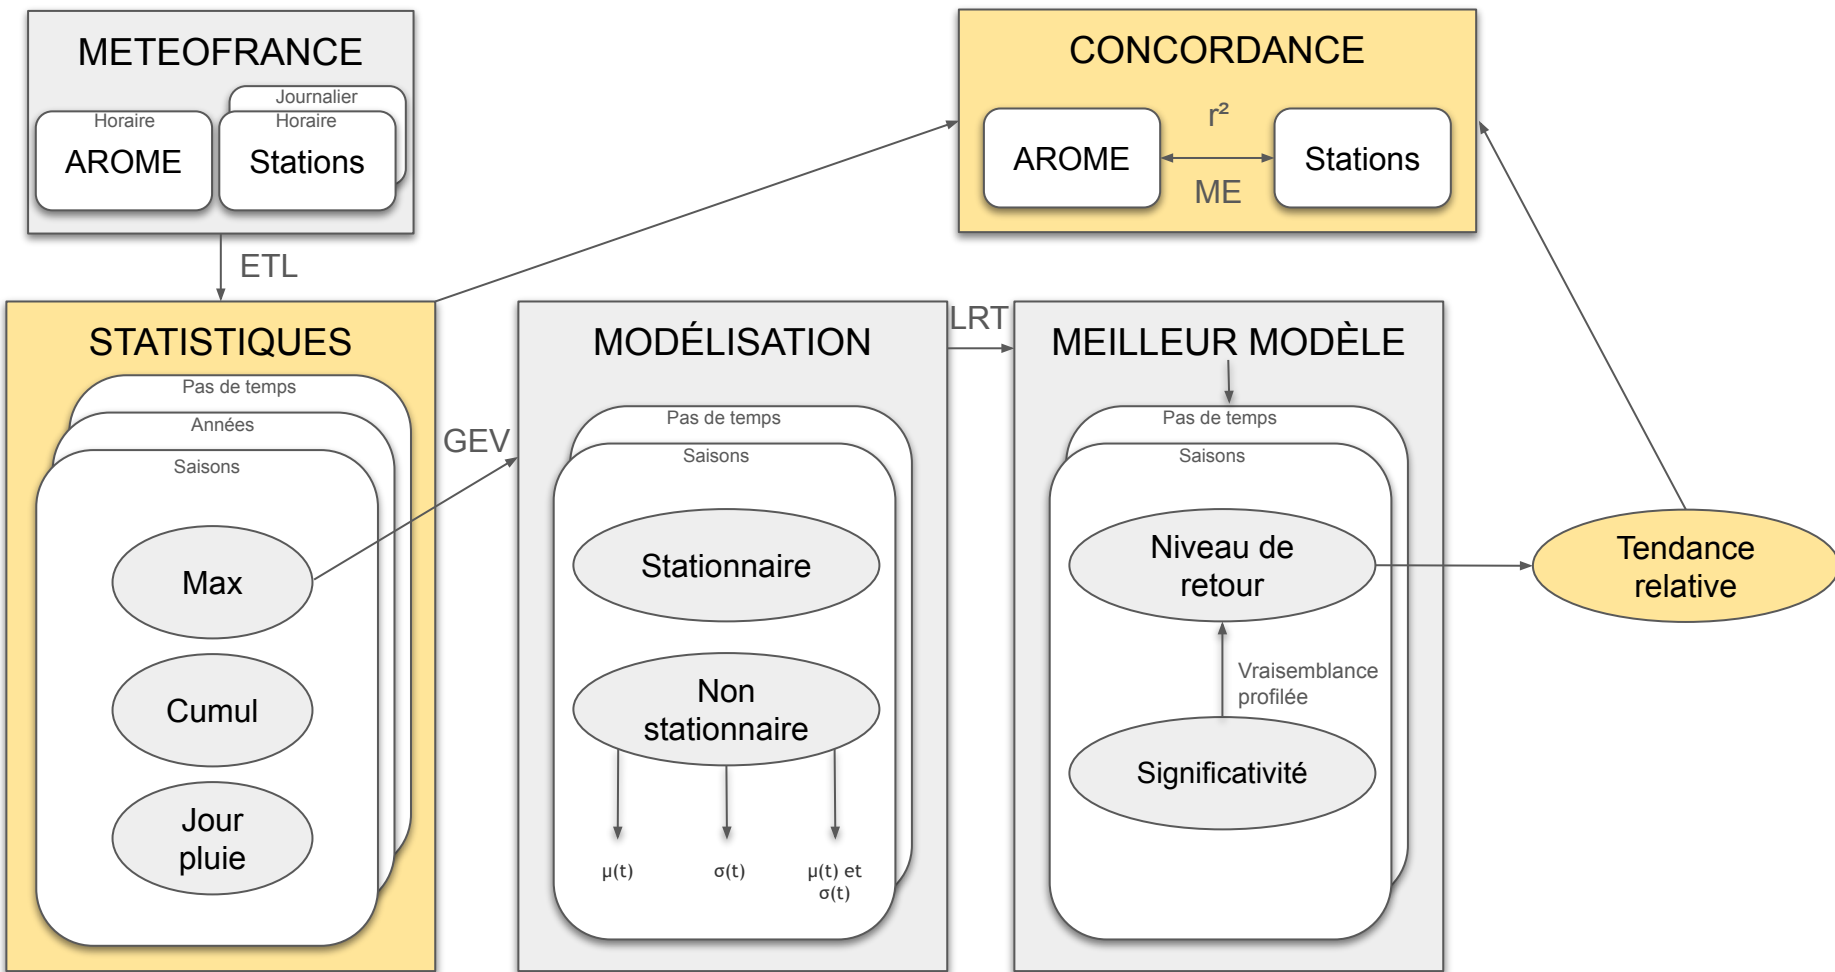 METEOFRANCE
Journalier
Horaire
Horaire
AROME
Stations
ETL
CONCORDANCE
r²
AROME
Stations
ME
STATISTIQUES
Pas de temps
Années
Saisons
Max
Cumul
Jour
pluie
GEV
MODÉLISATION
Pas de temps
Saisons
Stationnaire
Non
stationnaire
μ(t)
σ(t)
μ(t) et
σ(t)
LRT
MEILLEUR MODÈLE
Pas de temps
Saisons
Niveau de
retour
Vraisemblance
profilée
Significativité
Tendance
relative